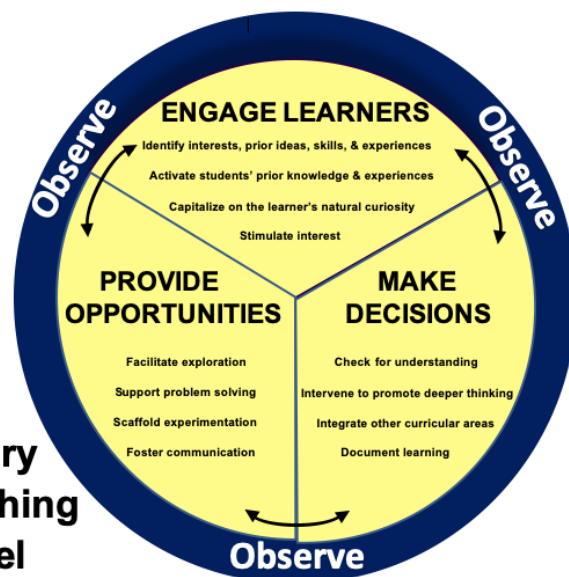 Observe
Observe
ENGAGE LEARNERS
Identify interests, prior ideas, skills, & experiences
Activate students' prior knowledge & experiences
Capitalize on the learner's natural curiosity
Stimulate interest
PROVIDE
OPPORTUNITIES
Facilitate exploration
Support problem solving
Scaffold experimentation
Foster communication
MAKE
DECISIONS
Check for understanding
Intervene to promote deeper thinking
Integrate other curricular areas
Document learning
ry
hing
el
Observe